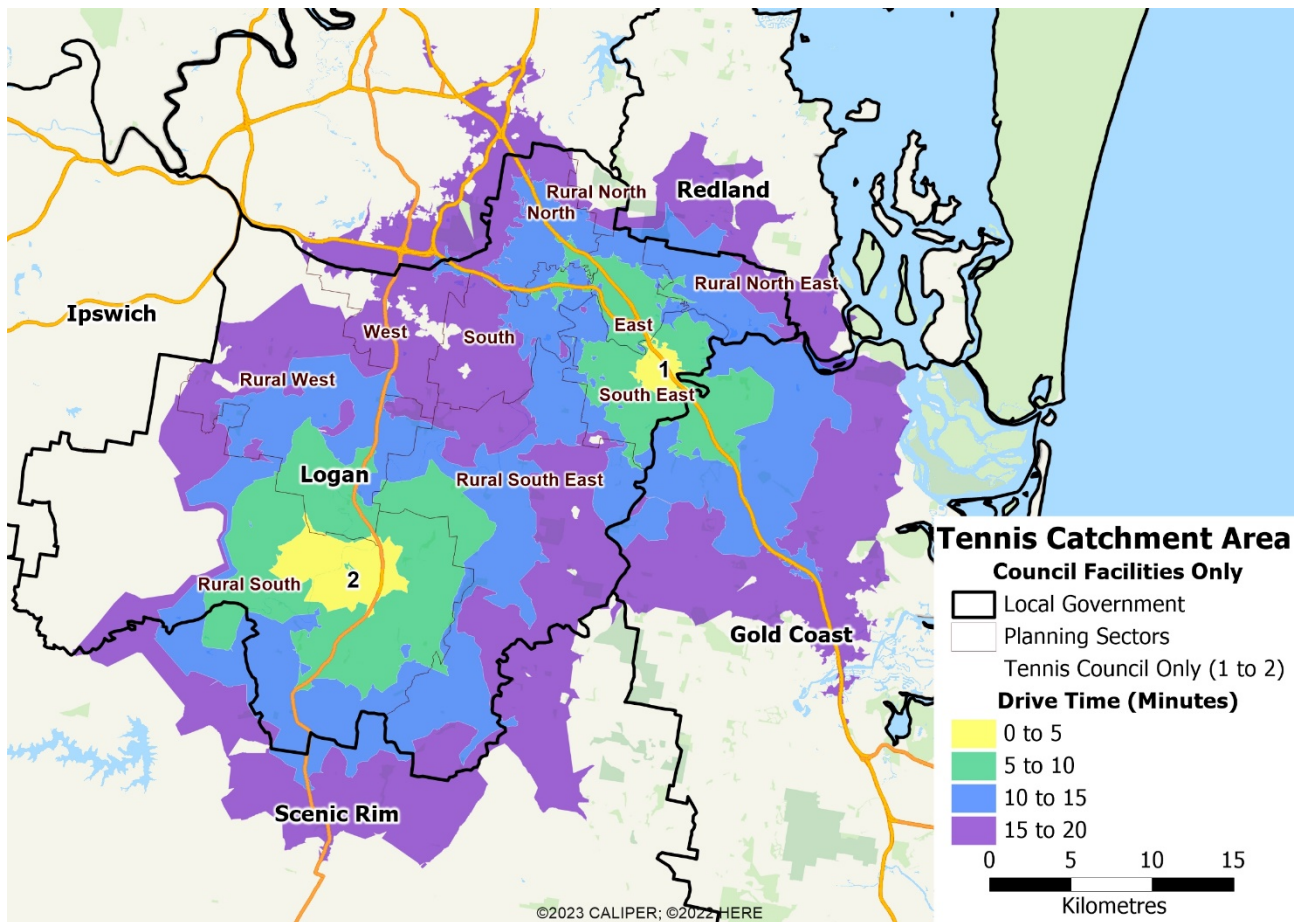 Rural North
Redland
North
Rural North East
Ipswich
West
South
East
1
Rural West
South East
Logan
Rural South East
2
Rural South
Gold Coast
Scenic Rim
Tennis Catchment Area
Council Facilities Only
Local Government
Planning Sectors
Tennis Council Only (1 to 2)
Drive Time (Minutes)
0 to 5
5 to 10
10 to 15
15 to 20
0 5 10 15
Kilometres
©2023 CALIPER; ©2022 HERE